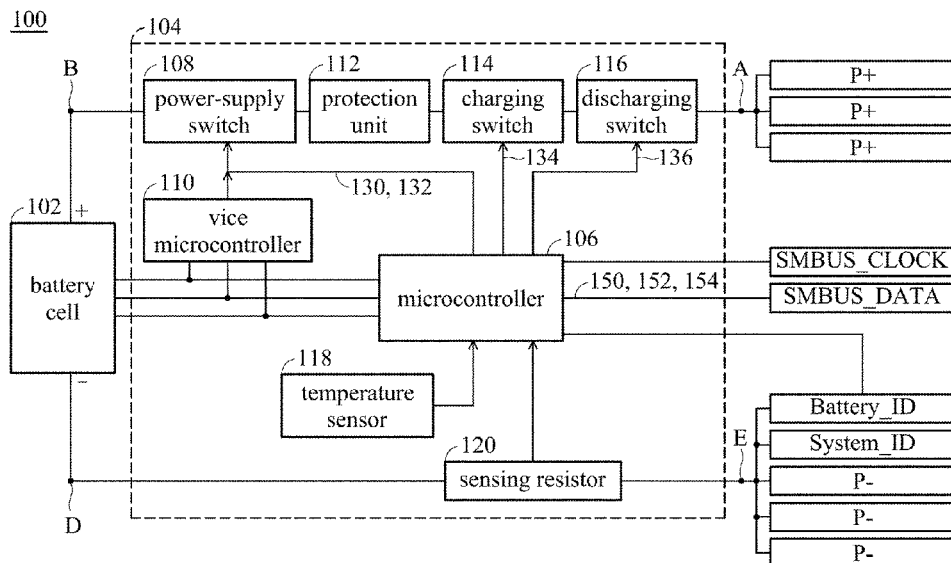 100
104
B
108
112
114
116
A
power-supply
switch
protection
unit
charging
switch
discharging
switch
P+
P+
P+
134
136
110
130, 132
102
+
vice
microcontroller
106
battery
cell
microcontroller
SMBUS_CLOCK
150, 152, 154
SMBUS_DATA
118
temperature
sensor
−
Battery_ID
120
E
System_ID
sensing resistor
P-
D
P-
P-